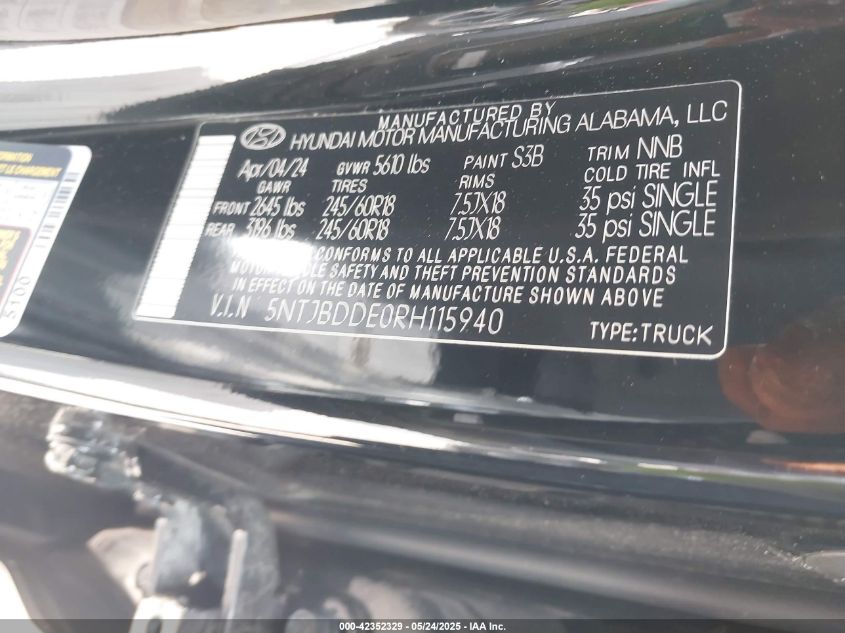 MANUFACTURED BY
HYUNDAI MOTOR MANUFACTURING ALABAMA, LLC
Apr/04/24 GVWR 5610 lbs PAINT S3B TRIM NNB
GAWR TIRES RIMS COLD TIRE INFL
FRONT 2645 lbs 245/60R18 7.5JX18 35 psi SINGLE
REAR 3196 lbs 245/60R18 7.5JX18 35 psi SINGLE
CONFORMS TO ALL APPLICABLE U.S.A. FEDERAL
SAFETY AND THEFT PREVENTION STANDARDS
IN EFFECT ON THE DATE OF MANUFACTURE SHOWN ABOVE
V.I.N 5NTJBDDE0RH115940 TYPE:TRUCK
INFORMATION
5100
000-42352329 - 05/24/2025 - IAA Inc.